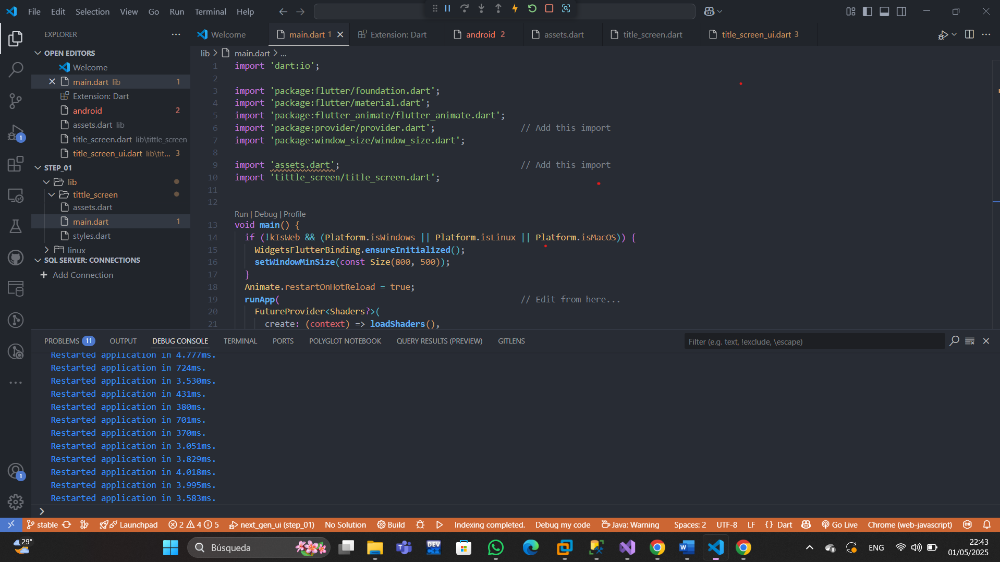 File Edit Selection View Go Run Terminal Help
EXPLORER
OPEN EDITORS
Welcome
main.dart lib 1
Extension: Dart
android 2
assets.dart lib
title_screen.dart lib\tittle_screen
title_screen_ui.dart lib\tit... 3
STEP_01
lib
tittle_screen
assets.dart
main.dart 1
styles.dart
linux
SQL SERVER: CONNECTIONS
Add Connection
1
1
Welcome main.dart 1 Extension: Dart android 2 assets.dart title_screen.dart title_screen_ui.dart 3
lib > main.dart > ...
1 import 'dart:io';
2
3 import 'package:flutter/foundation.dart';
4 import 'package:flutter/material.dart';
5 import 'package:flutter_animate/flutter_animate.dart';
6 import 'package:provider/provider.dart'; // Add this import
7 import 'package:window_size/window_size.dart';
8
9 import 'assets.dart'; // Add this import
10 import 'tittle_screen/title_screen.dart';
11
12
Run | Debug | Profile
13 void main() {
14 if (!kIsWeb && (Platform.isWindows || Platform.isLinux || Platform.isMacOS)) {
15 WidgetsFlutterBinding.ensureInitialized();
16 setWindowMinSize(const Size(800, 500));
17 }
18 Animate.restartOnHotReload = true;
19 runApp( // Edit from here...
20 FutureProvider<Shaders?>(
21 create: (context) => loadShaders(),
PROBLEMS 11 OUTPUT DEBUG CONSOLE TERMINAL PORTS POLYGLOT NOTEBOOK QUERY RESULTS (PREVIEW) GITLENS
Filter (e.g. text, !exclude, \escape)
Restarted application in 4.777ms.
Restarted application in 724ms.
Restarted application in 3.530ms.
Restarted application in 431ms.
Restarted application in 380ms.
Restarted application in 701ms.
Restarted application in 370ms.
Restarted application in 3.051ms.
Restarted application in 3.829ms.
Restarted application in 4.018ms.
Restarted application in 3.995ms.
Restarted application in 3.583ms.
>
stable Launchpad 2 4 5 next_gen_ui (step_01) No Solution Build Indexing completed. Debug my code Java: Warning Spaces: 2 UTF-8 LF {} Dart Go Live Chrome (web-javascript)
29°
Búsqueda
DEV C++
ENG
22:43
01/05/2025